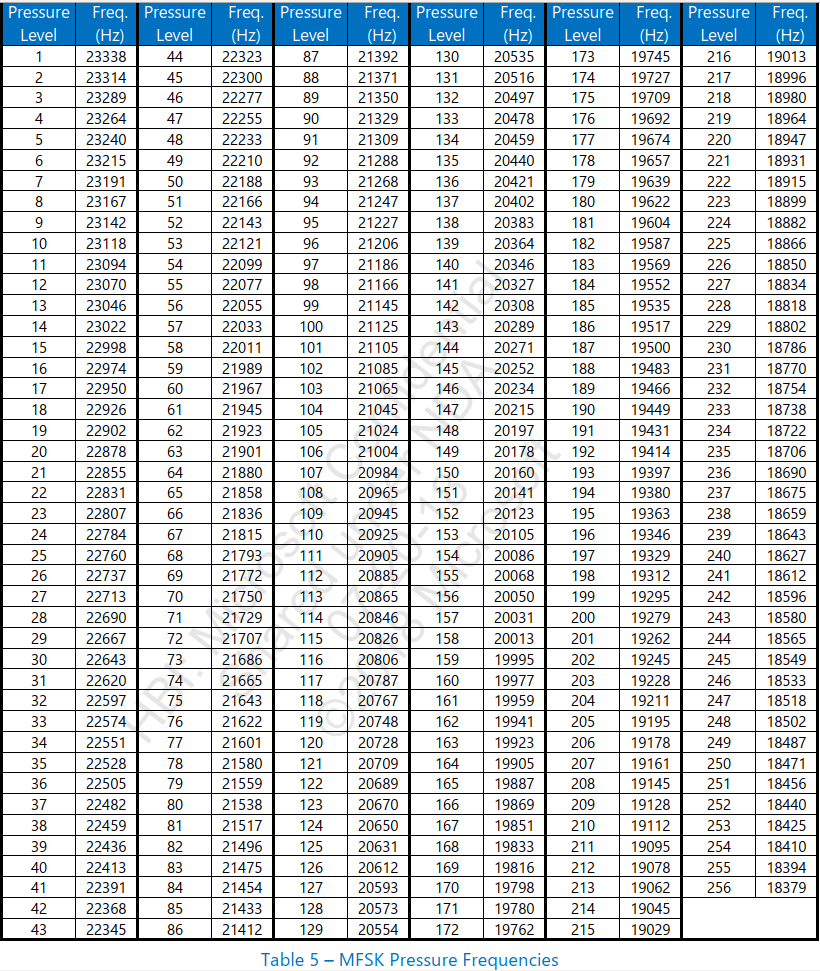 Pressure Level Freq. (Hz) Pressure Level Freq. (Hz) Pressure Level Freq. (Hz) Pressure Level Freq. (Hz) Pressure Level Freq. (Hz) Pressure Level Freq. (Hz)
1 23338 44 22323 87 21392 130 20535 173 19745 216 19013
2 23314 45 22300 88 21371 131 20516 174 19727 217 18996
3 23289 46 22277 89 21350 132 20497 175 19709 218 18980
4 23264 47 22255 90 21329 133 20478 176 19692 219 18964
5 23240 48 22233 91 21309 134 20459 177 19674 220 18947
6 23215 49 22210 92 21288 135 20440 178 19657 221 18931
7 23191 50 22188 93 21268 136 20421 179 19639 222 18915
8 23167 51 22166 94 21247 137 20402 180 19622 223 18899
9 23142 52 22143 95 21227 138 20383 181 19604 224 18882
10 23118 53 22121 96 21206 139 20364 182 19587 225 18866
11 23094 54 22099 97 21186 140 20346 183 19569 226 18850
12 23070 55 22077 98 21166 141 20327 184 19552 227 18834
13 23046 56 22055 99 21145 142 20308 185 19535 228 18818
14 23022 57 22033 100 21125 143 20289 186 19517 229 18802
15 22998 58 22011 101 21105 144 20271 187 19500 230 18786
16 22974 59 21989 102 21085 145 20252 188 19483 231 18770
17 22950 60 21967 103 21065 146 20234 189 19466 232 18754
18 22926 61 21945 104 21045 147 20215 190 19449 233 18738
19 22902 62 21923 105 21024 148 20197 191 19431 234 18722
20 22878 63 21901 106 21004 149 20178 192 19414 235 18706
21 22855 64 21880 107 20984 150 20160 193 19397 236 18690
22 22831 65 21858 108 20965 151 20141 194 19380 237 18675
23 22807 66 21836 109 20945 152 20123 195 19363 238 18659
24 22784 67 21815 110 20925 153 20105 196 19346 239 18643
25 22760 68 21793 111 20905 154 20086 197 19329 240 18627
26 22737 69 21772 112 20885 155 20068 198 19312 241 18612
27 22713 70 21750 113 20865 156 20050 199 19295 242 18596
28 22690 71 21729 114 20846 157 20031 200 19279 243 18580
29 22667 72 21707 115 20826 158 20013 201 19262 244 18565
30 22643 73 21686 116 20806 159 19995 202 19245 245 18549
31 22620 74 21665 117 20787 160 19977 203 19228 246 18533
32 22597 75 21643 118 20767 161 19959 204 19211 247 18518
33 22574 76 21622 119 20748 162 19941 205 19195 248 18502
34 22551 77 21601 120 20728 163 19923 206 19178 249 18487
35 22528 78 21580 121 20709 164 19905 207 19161 250 18471
36 22505 79 21559 122 20689 165 19887 208 19145 251 18456
37 22482 80 21538 123 20670 166 19869 209 19128 252 18440
38 22459 81 21517 124 20650 167 19851 210 19112 253 18425
39 22436 82 21496 125 20631 168 19833 211 19095 254 18410
40 22413 83 21475 126 20612 169 19816 212 19078 255 18394
41 22391 84 21454 127 20593 170 19798 213 19062 256 18379
42 22368 85 21433 128 20573 171 19780 214 19045
43 22345 86 21412 129 20554 172 19762 215 19029
Microsoft Confidential
Shared under NDA
©2018 Microsoft
Table 5 – MFSK Pressure Frequencies